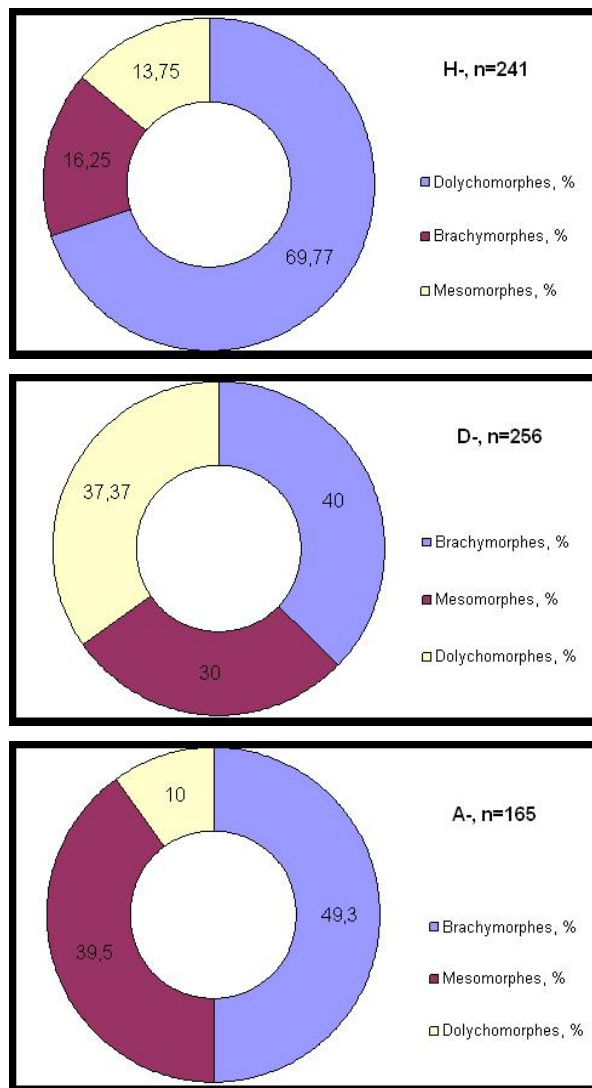 H-, n=241
13,75
16,25
69,77
Dolychomorphes, %
Brachymorphes, %
Mesomorphes, %
D-, n=256
37,37
40
30
Brachymorphes, %
Mesomorphes, %
Dolychomorphes, %
A-, n=165
10
49,3
39,5
Brachymorphes, %
Mesomorphes, %
Dolychomorphes, %